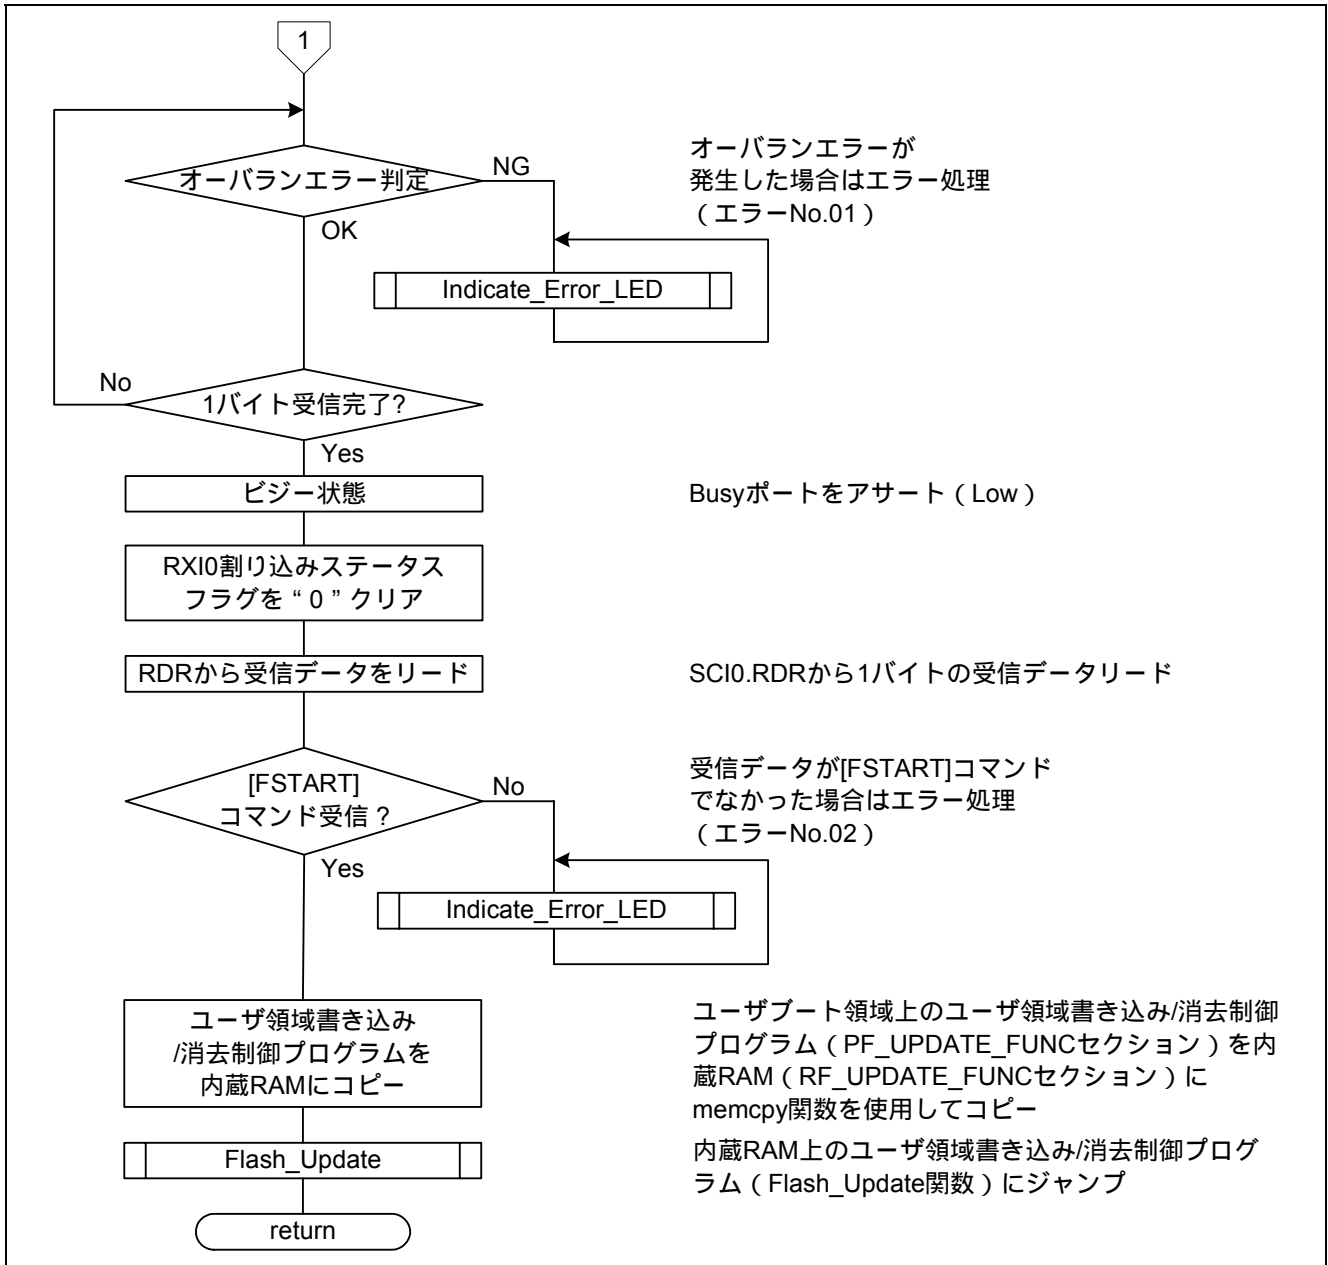 1
オーバランエラー判定
NG
OK
オーバランエラーが
発生した場合はエラー処理
（エラーNo.01）
Indicate_Error_LED
No
1バイト受信完了?
Yes
ビジー状態
Busyポートをアサート（Low）
RXI0割り込みステータス
フラグを“0”クリア
RDRから受信データをリード
SCI0.RDRから1バイトの受信データリード
[FSTART]
コマンド受信？
No
Yes
受信データが[FSTART]コマンド
でなかった場合はエラー処理
（エラーNo.02）
Indicate_Error_LED
ユーザ領域書き込み
/消去制御プログラムを
内蔵RAMにコピー
ユーザブート領域上のユーザ領域書き込み/消去制御
プログラム（PF_UPDATE_FUNCセクション）を内
蔵RAM（RF_UPDATE_FUNCセクション）に
memcpy関数を使用してコピー
Flash_Update
内蔵RAM上のユーザ領域書き込み/消去制御プログ
ラム（Flash_Update関数）にジャンプ
return